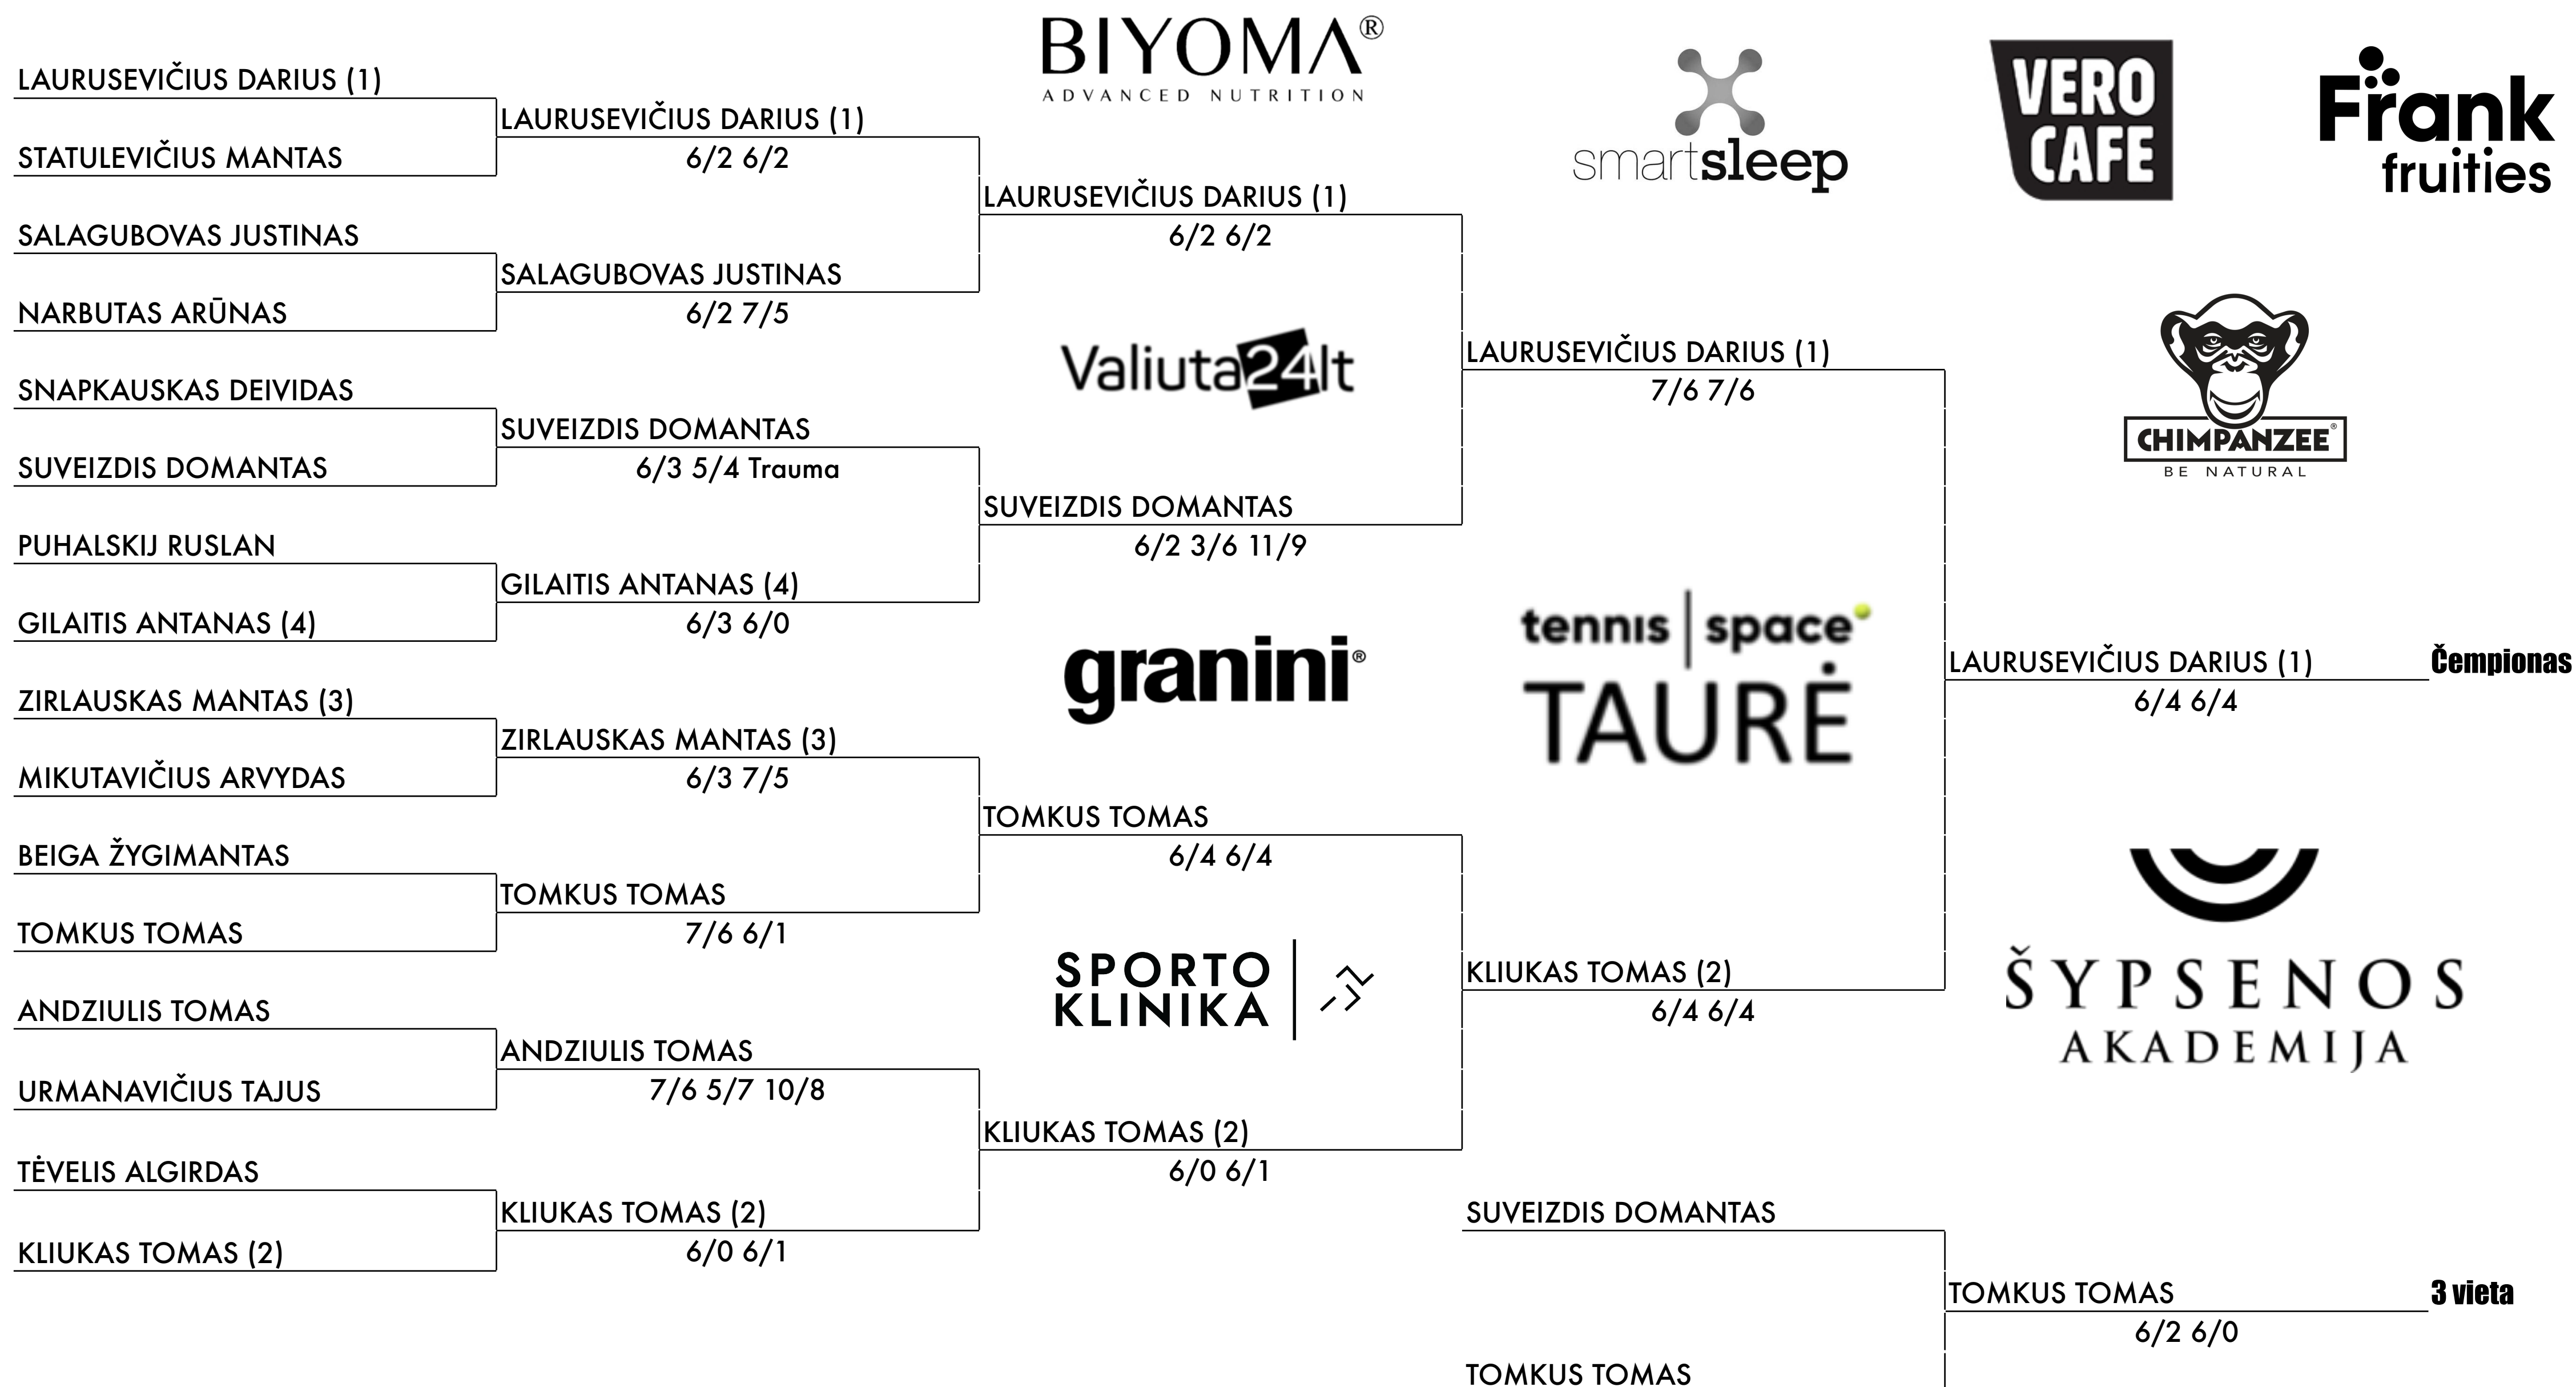 LAURUSEVIČIUS DARIUS (1)
STATULEVIČIUS MANTAS
SALAGUBOVAS JUSTINAS
NARBUTAS ARŪNAS
SNAPKAUSKAS DEIVIDAS
SUVEIZDIS DOMANTAS
PUHALSKIJ RUSLAN
GILAITIS ANTANAS (4)
ZIRLAUSKAS MANTAS (3)
MIKUTAVIČIUS ARVYDAS
BEIGA ŽYGIMANTAS
TOMKUS TOMAS
ANDZIULIS TOMAS
URMANAVIČIUS TAJUS
TĖVELIS ALGIRDAS
KLIUKAS TOMAS (2)
LAURUSEVIČIUS DARIUS (1)
6/2 6/2
SALAGUBOVAS JUSTINAS
6/2 7/5
SUVEIZDIS DOMANTAS
6/3 5/4 Trauma
GILAITIS ANTANAS (4)
6/3 6/0
ZIRLAUSKAS MANTAS (3)
6/3 7/5
TOMKUS TOMAS
7/6 6/1
ANDZIULIS TOMAS
7/6 5/7 10/8
KLIUKAS TOMAS (2)
6/0 6/1
BIYOMA®
ADVANCED NUTRITION
LAURUSEVIČIUS DARIUS (1)
6/2 6/2
Valiuta24lt
SUVEIZDIS DOMANTAS
6/2 3/6 11/9
granini®
TOMKUS TOMAS
6/4 6/4
SPORTO
KLINIKA
KLIUKAS TOMAS (2)
6/0 6/1
smartsleep
LAURUSEVIČIUS DARIUS (1)
7/6 7/6
tennis | space
TAURĖ
KLIUKAS TOMAS (2)
6/4 6/4
SUVEIZDIS DOMANTAS
TOMKUS TOMAS
VERO
CAFE
Frank
fruities
CHIMPANZEE®
BE NATURAL
LAURUSEVIČIUS DARIUS (1) Čempionas
6/4 6/4
ŠYPSENOS
AKADEMIJA
TOMKUS TOMAS 3 vieta
6/2 6/0